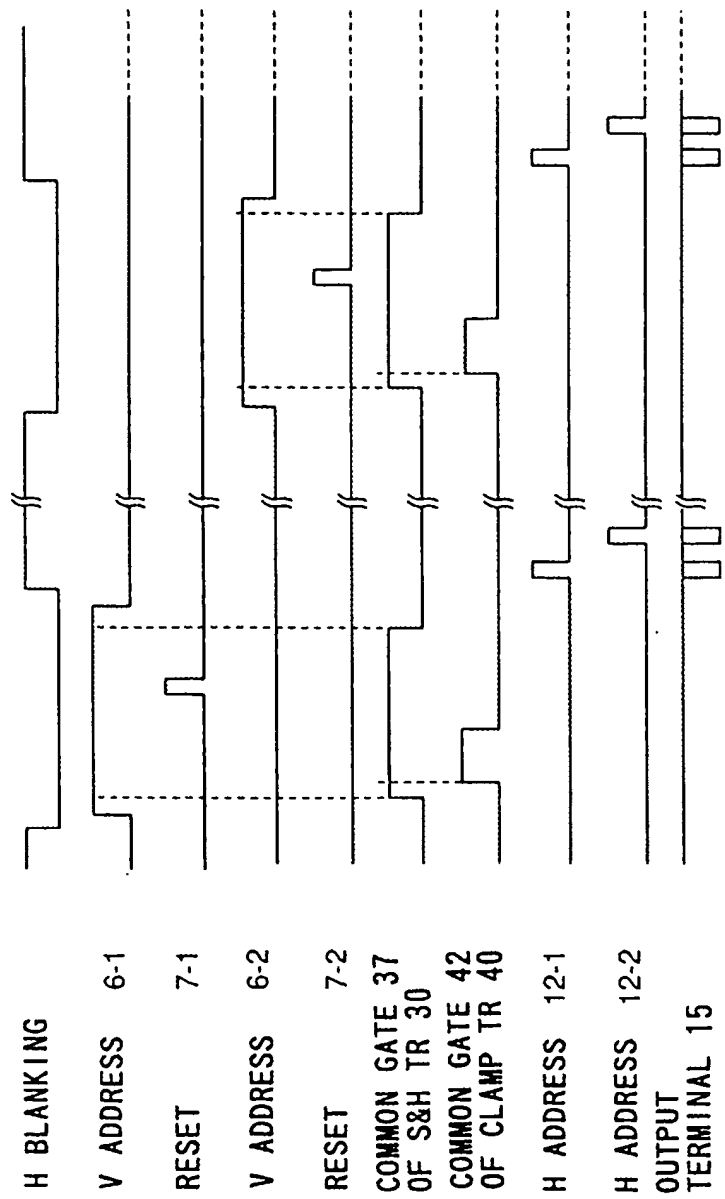 H BLANKING
V ADDRESS 6-1
RESET 7-1
V ADDRESS 6-2
RESET 7-2
COMMON GATE 37
OF S&H TR 30
COMMON GATE 42
OF CLAMP TR 40
H ADDRESS 12-1
H ADDRESS 12-2
OUTPUT
TERMINAL 15